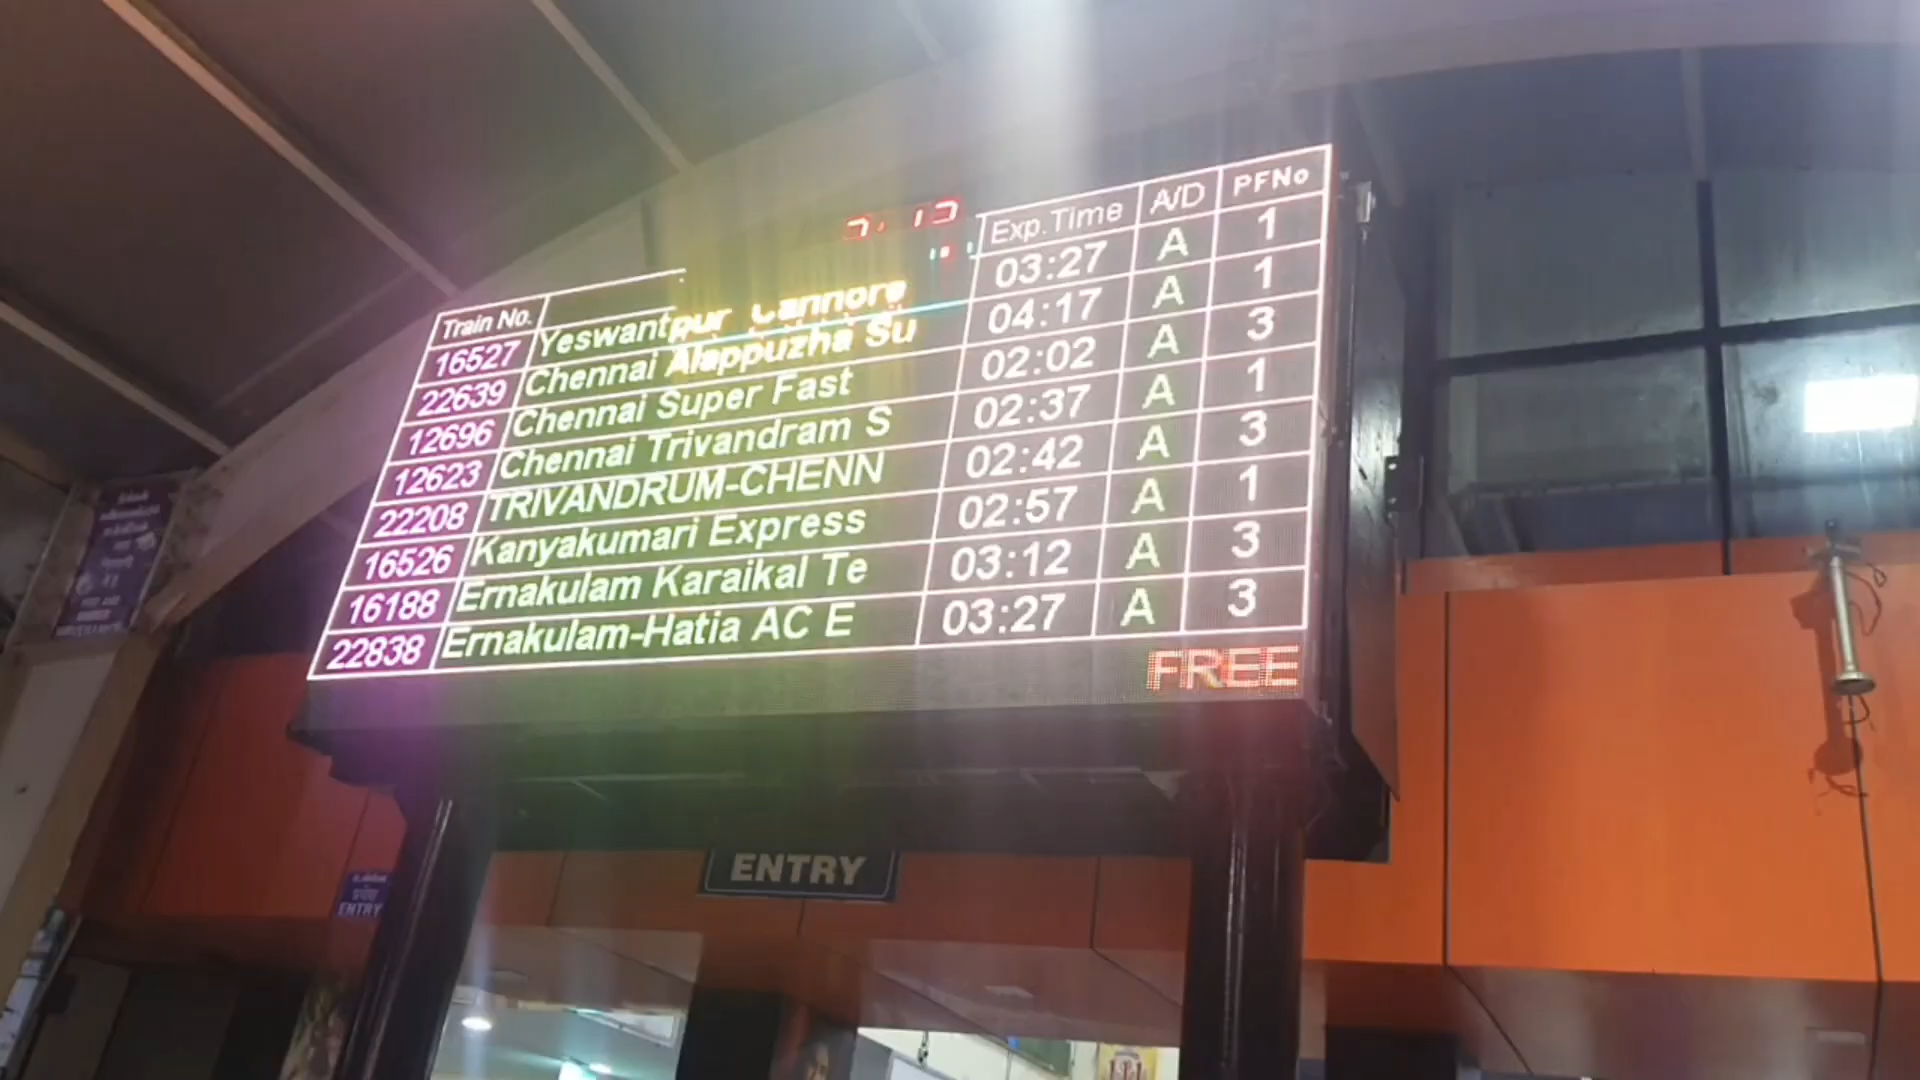 Train No. Exp.Time A/D PFNo
16527 Yeswantpur Cannore 03:27 A 1
22639 Chennai Alappuzha Su 04:17 A 1
12696 Chennai Super Fast 02:02 A 3
12623 Chennai Trivandram S 02:37 A 1
22208 TRIVANDRUM-CHENN 02:42 A 3
16526 Kanyakumari Express 02:57 A 1
16188 Ernakulam Karaikal Te 03:12 A 3
22838 Ernakulam-Hatia AC E 03:27 A 3
FREE
ENTRY
ENTRY